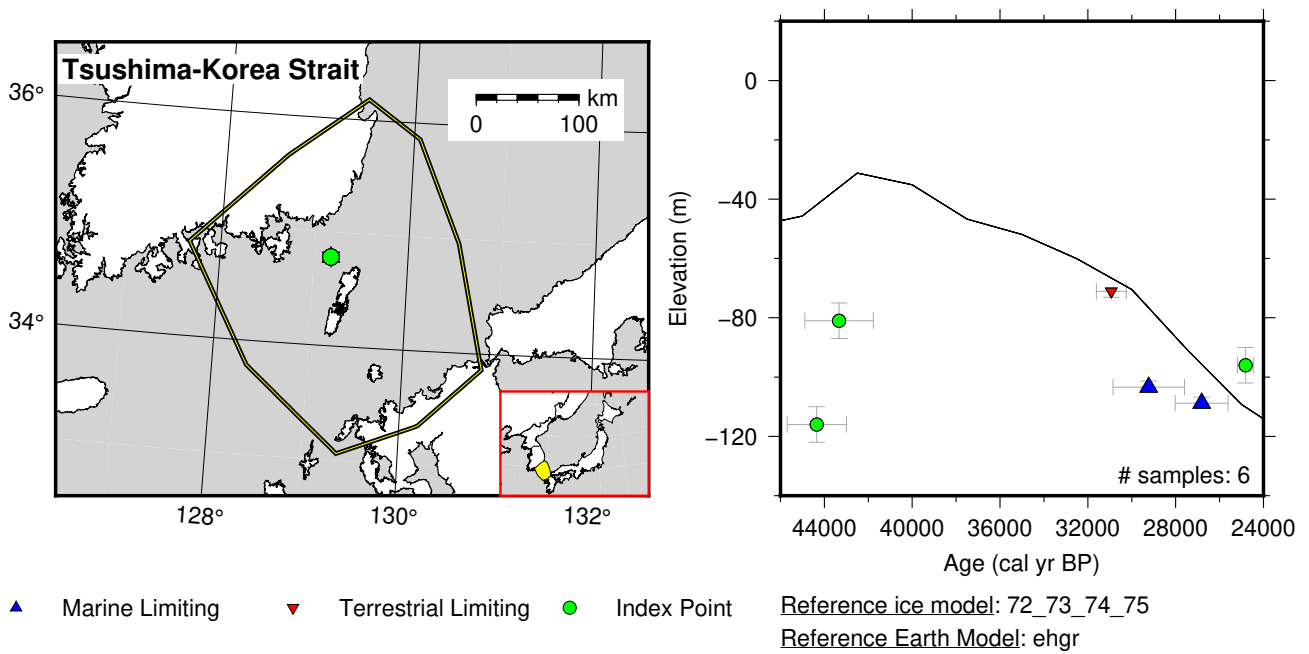 Tsushima-Korea Strait
36°
34°
128°
130°
132°
km
0
100
0
−40
−80
−120
Elevation (m)
# samples: 6
44000
40000
36000
32000
28000
24000
Age (cal yr BP)
Marine Limiting
Terrestrial Limiting
Index Point
Reference ice model: 72_73_74_75
Reference Earth Model: ehgr